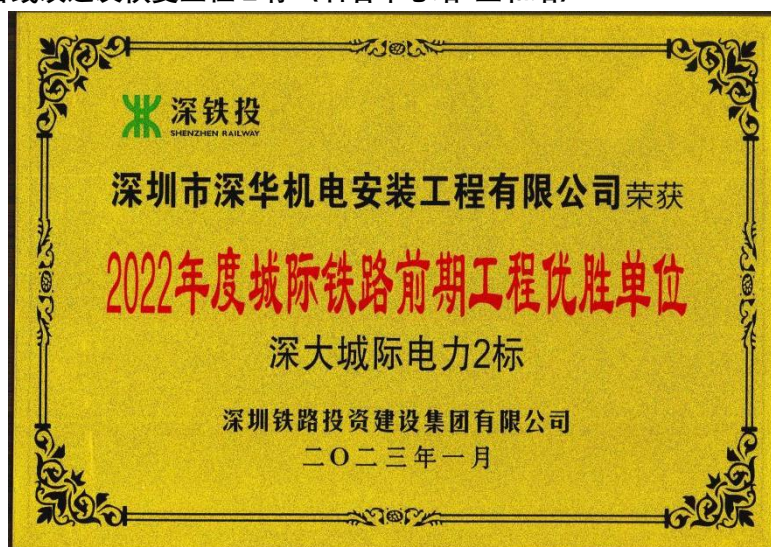 深铁投
SHENZHEN RAILWAY
深圳市深华机电安装工程有限公司荣获
2022年度城际铁路前期工程优胜单位
深大城际电力2标
深圳铁路投资建设集团有限公司
二〇二三年一月